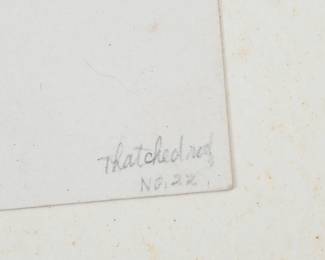 Thatched roof
No. 22.